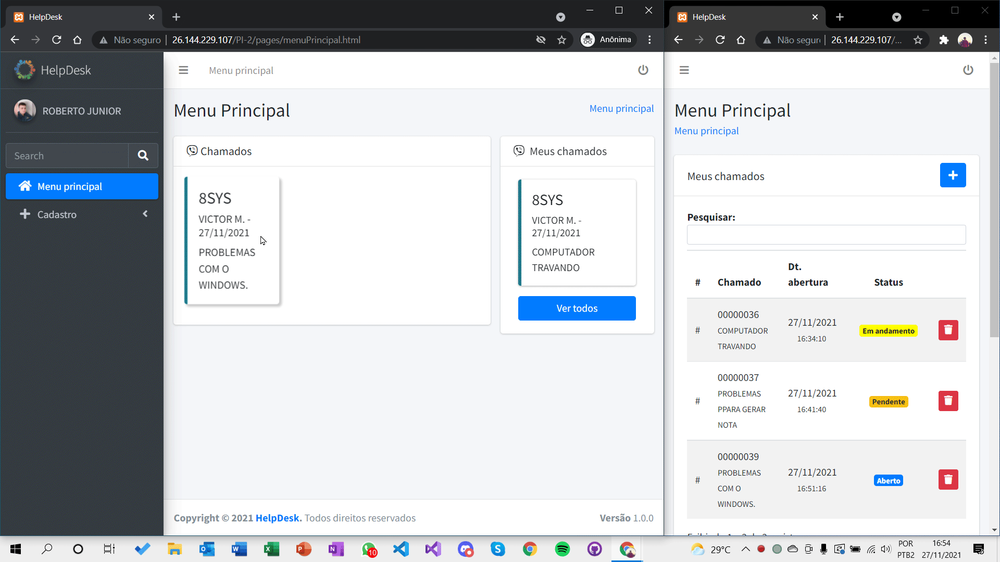 HelpDesk
Não seguro
26.144.229.107/PI-2/pages/menuPrincipal.html
Anônima
HelpDesk
Menu principal
ROBERTO JUNIOR
Search
Menu principal
Cadastro
Menu Principal
Menu principal
Chamados
8SYS
VICTOR M. -
27/11/2021
PROBLEMAS
COM O
WINDOWS.
Meus chamados
8SYS
VICTOR M. -
27/11/2021
COMPUTADOR
TRAVANDO
Ver todos
Copyright © 2021 HelpDesk. Todos direitos reservados
Versão 1.0.0
HelpDesk
Não segur
26.144.229.107/...
Menu Principal
Menu principal
Meus chamados
Pesquisar:
# Chamado Dt. abertura Status
# 00000036 27/11/2021 Em andamento
COMPUTADOR 16:34:10
TRAVANDO
# 00000037 27/11/2021 Pendente
PROBLEMAS 16:41:40
PPARA GERAR
NOTA
# 00000039 27/11/2021 Aberto
PROBLEMAS 16:51:16
COM O
WINDOWS.
10
29°C
POR
PTB2
16:54
27/11/2021